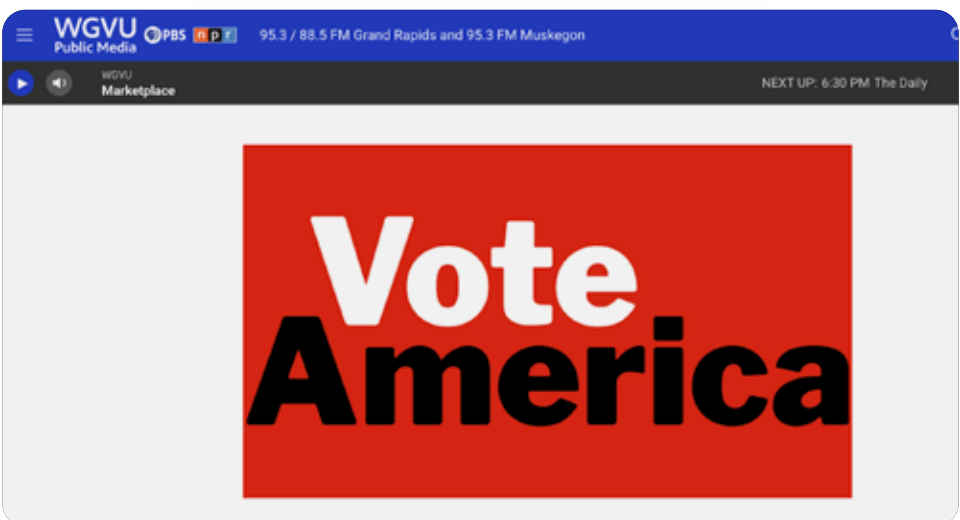 WGVU
Public Media
PBS
npr
95.3 / 88.5 FM Grand Rapids and 95.3 FM Muskegon
WGVU
Marketplace
NEXT UP: 6:30 PM The Daily
Vote
America